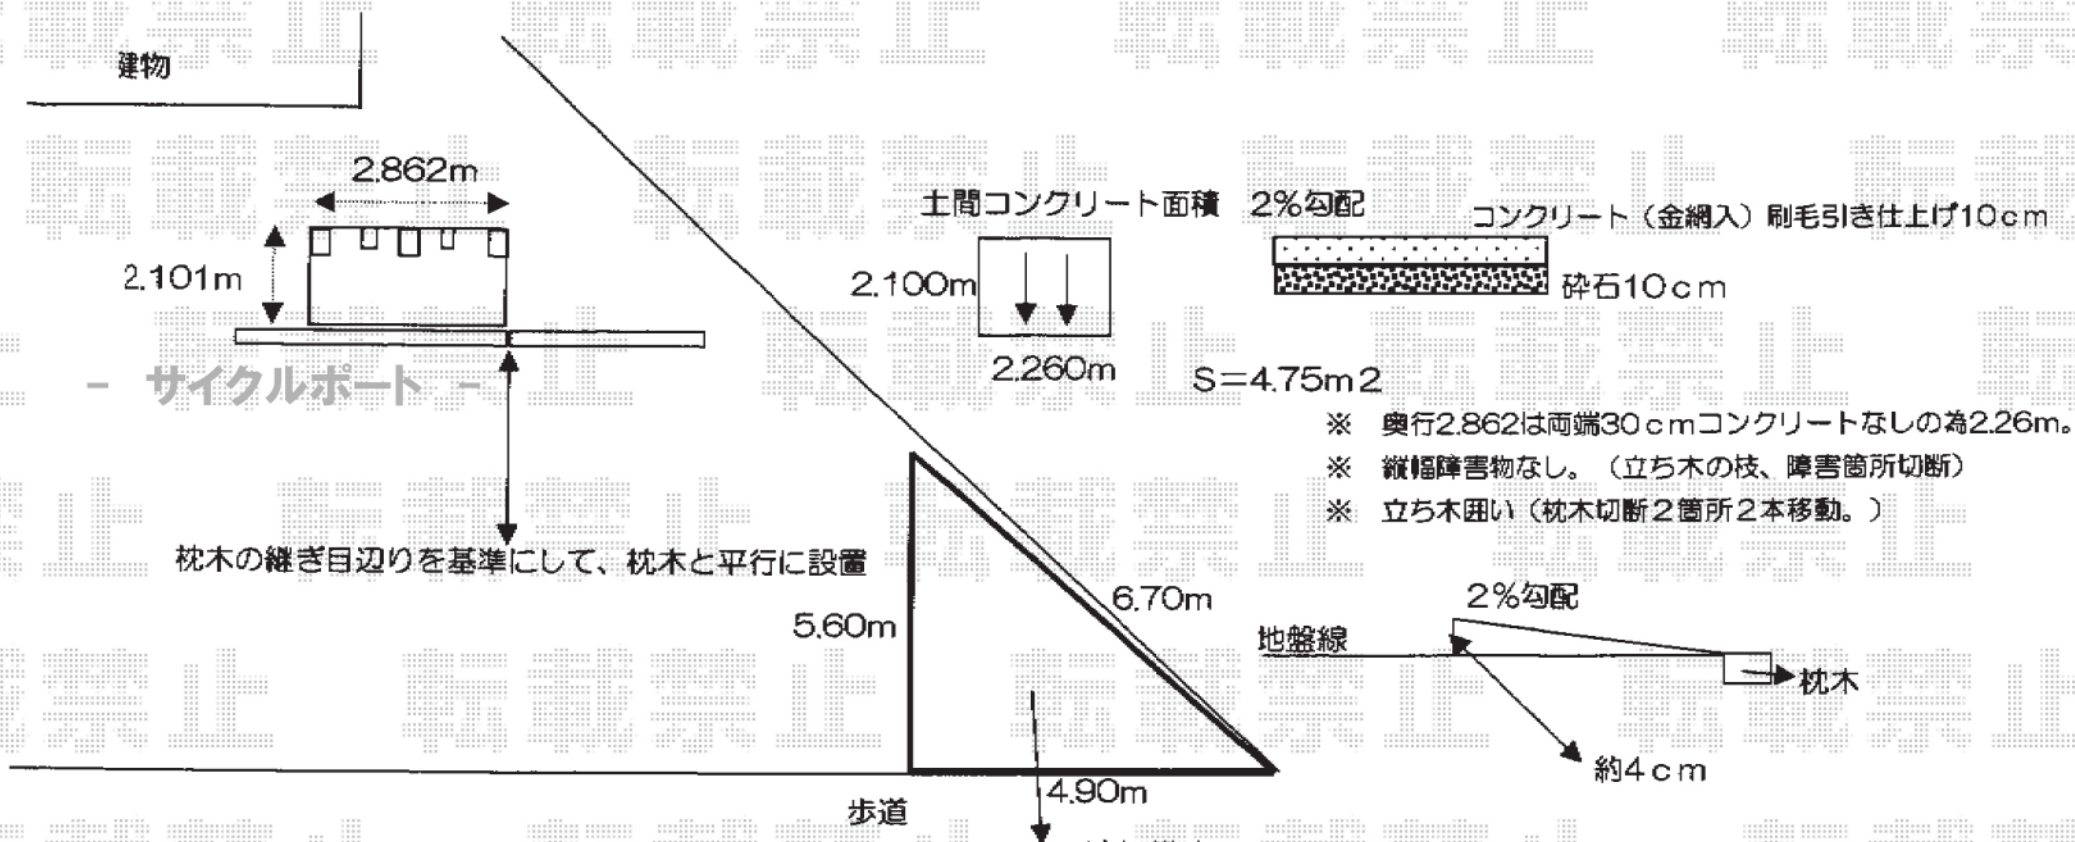 建物
2.862m
2.101m
- サイクルポート -
枕木の継ぎ目辺りを基準にして、枕木と平行に設置
土間コンクリート面積 2%勾配
2.100m
2.260m
S=4.75m2
コンクリート（金網入）刷毛引き仕上げ10cm
砕石10cm
※ 奥行2.862は両端30cmコンクリートなしの為2.26m。
※ 縦幅障害物なし。（立ち木の枝、障害箇所切断）
※ 立ち木囲い（枕木切断2箇所2本移動。）
5.60m
6.70m
4.90m
歩道
2%勾配
地盤線
枕木
約4cm
転載禁止